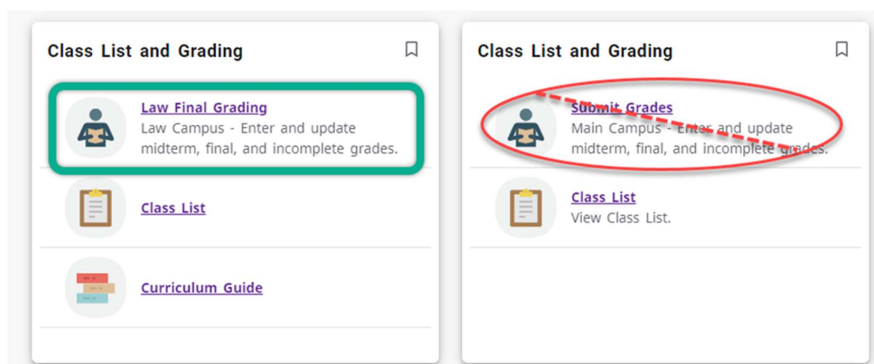 Class List and Grading
Law Final Grading
Law Campus - Enter and update
midterm, final, and incomplete grades.
Class List
Curriculum Guide
Class List and Grading
Submit Grades
Main Campus - Enter and update
midterm, final, and incomplete grades.
Class List
View Class List.